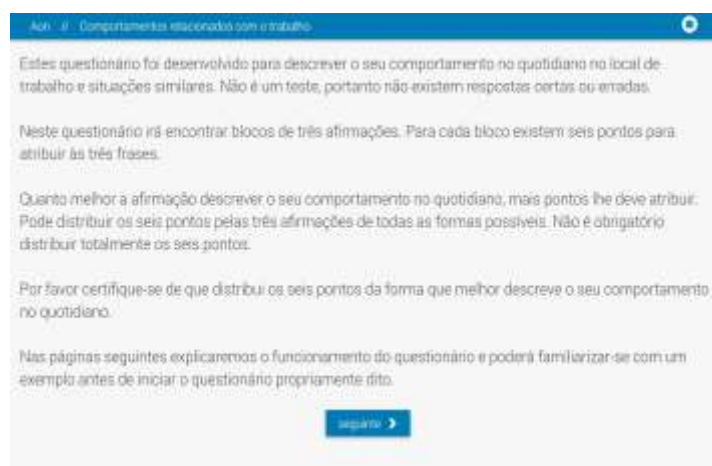 Aon // Comportamentos relacionados com o trabalho
Estes questionário foi desenvolvido para descrever o seu comportamento no quotidiano no local de
trabalho e situações similares. Não é um teste, portanto não existem respostas certas ou erradas.
Neste questionário irá encontrar blocos de três afirmações. Para cada bloco existem seis pontos para
atribuir às três frases.
Quanto melhor a afirmação descrever o seu comportamento no quotidiano, mais pontos lhe deve atribuir.
Pode distribuir os seis pontos pelas três afirmações de todas as formas possíveis. Não é obrigatório
distribuir totalmente os seis pontos.
Por favor certifique-se de que distribui os seis pontos da forma que melhor descreve o seu comportamento
no quotidiano.
Nas páginas seguintes explicaremos o funcionamento do questionário e poderá familiarizar-se com um
exemplo antes de iniciar o questionário propriamente dito.
seguinte